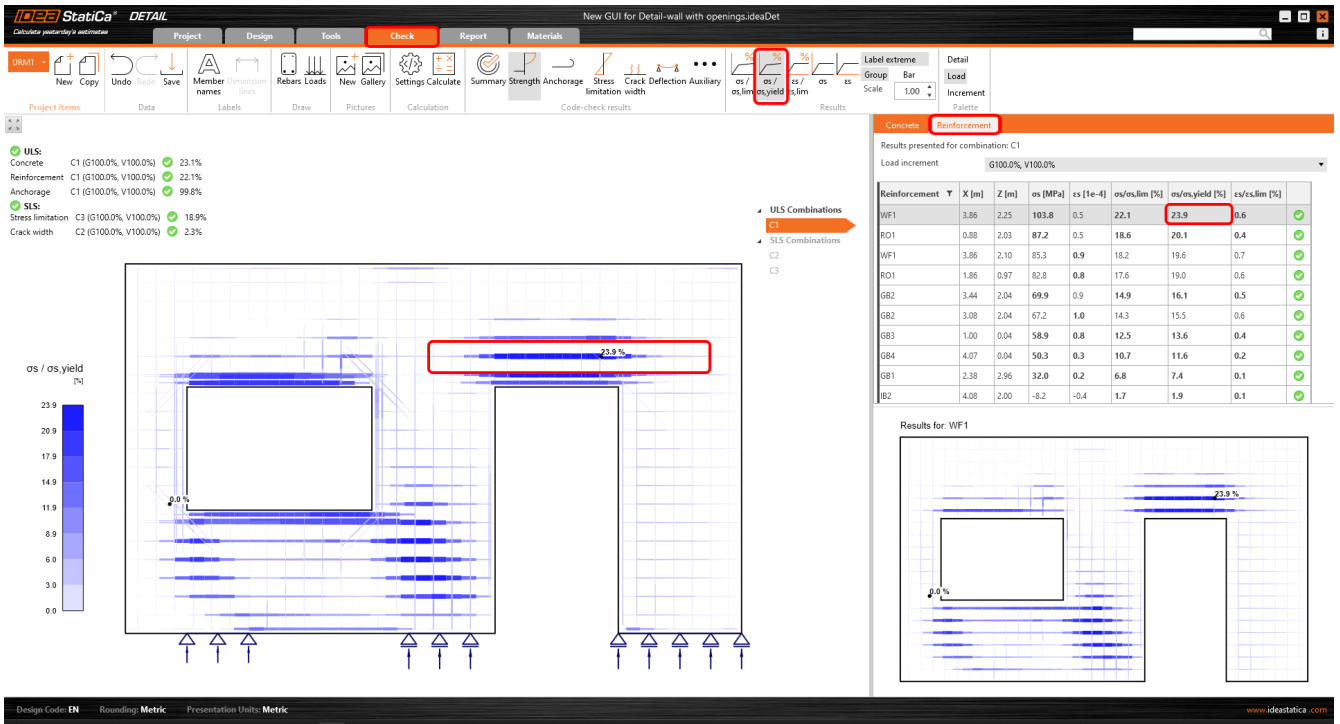 IDEA StatiCa® DETAIL
Calculate yesterday's estimates
New GUI for Detail-wall with openings.ideaDet
Project Design Tools Check Report Materials
DRM1
New Copy Undo Redo Save Member names Dimension lines Rebars Loads New Gallery Settings Calculate Summary Strength Anchorage Stress limitation Crack width Deflection Auxiliary σs / σs,lim σs / σs,yield εs / εs,lim σs εs
Label extreme
Group Bar
Scale 1.00
Detail
Load
Increment
Project items Data Labels Draw Pictures Calculation Code-check results Results Palette
ULS:
Concrete C1 (G100.0%, V100.0%) 23.1%
Reinforcement C1 (G100.0%, V100.0%) 22.1%
Anchorage C1 (G100.0%, V100.0%) 99.8%
SLS:
Stress limitation C3 (G100.0%, V100.0%) 18.9%
Crack width C2 (G100.0%, V100.0%) 2.3%
ULS Combinations
C1
SLS Combinations
C2
C3
σs / σs,yield
[%]
23.9
20.9
17.9
14.9
11.9
8.9
6.0
3.0
0.0
23.9 %
0.0 %
Concrete Reinforcement
Results presented for combination: C1
Load increment G100.0%, V100.0%
Reinforcement X [m] Z [m] σs [MPa] εs [1e-4] σs/σs,lim [%] σs/σs,yield [%] εs/εs,lim [%]
WF1 3.86 2.25 103.8 0.5 22.1 23.9 0.6
RO1 0.88 2.03 87.2 0.5 18.6 20.1 0.4
WF1 3.86 2.10 85.3 0.9 18.2 19.6 0.7
RO1 1.86 0.97 82.8 0.8 17.6 19.0 0.6
GB2 3.44 2.04 69.9 0.9 14.9 16.1 0.5
GB2 3.08 2.04 67.2 1.0 14.3 15.5 0.6
GB3 1.00 0.04 58.9 0.8 12.5 13.6 0.4
GB4 4.07 0.04 50.3 0.3 10.7 11.6 0.2
GB1 2.38 2.96 32.0 0.2 6.8 7.4 0.1
IB2 4.08 2.00 -8.2 -0.4 1.7 1.9 0.1
Results for: WF1
23.9 %
0.0 %
Design Code: EN Rounding: Metric Presentation Units: Metric
www.ideastatica.com